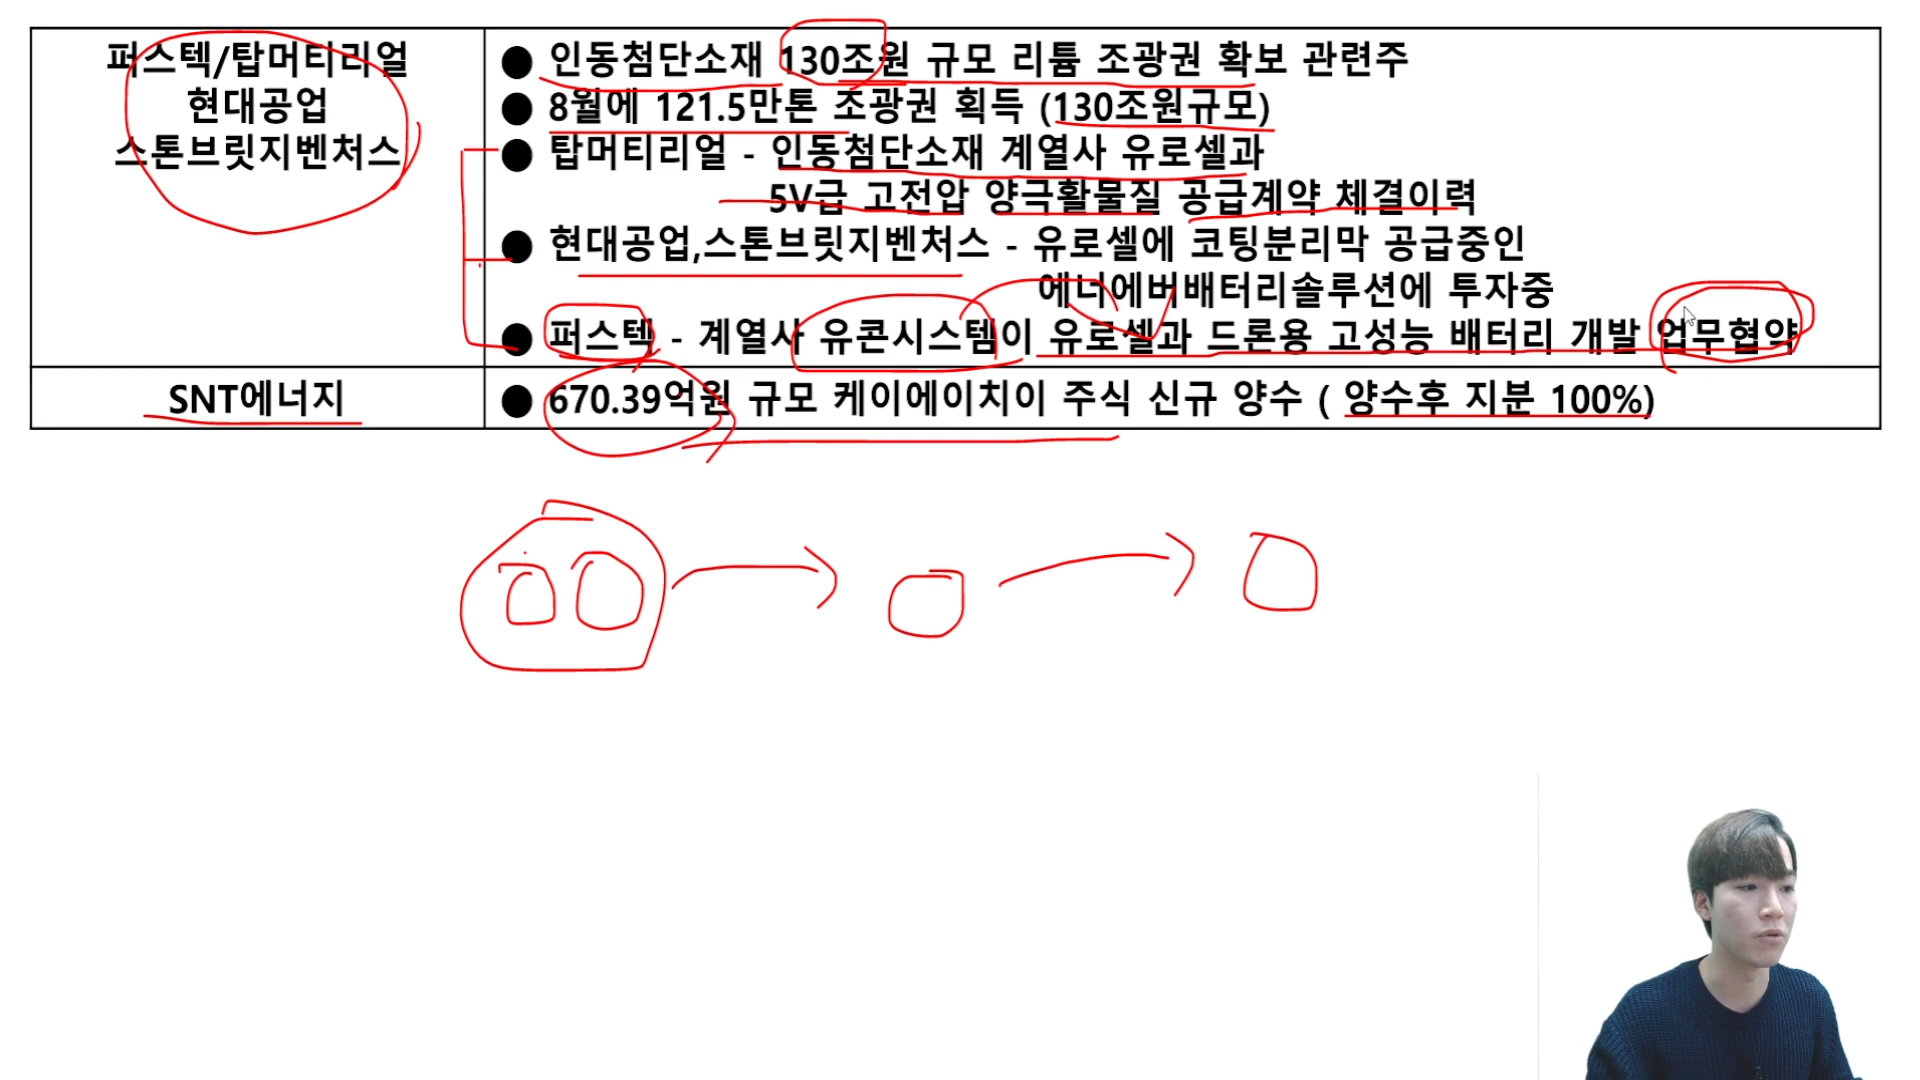 퍼스텍/탑머티리얼
현대공업
스톤브릿지벤처스
● 인동첨단소재 130조원 규모 리튬 조광권 확보 관련주
● 8월에 121.5만톤 조광권 획득 (130조원규모)
● 탑머티리얼 - 인동첨단소재 계열사 유로셀과
5V급 고전압 양극활물질 공급계약 체결이력
● 현대공업,스톤브릿지벤처스 - 유로셀에 코팅분리막 공급중인
에너에버배터리솔루션에 투자중
● 퍼스텍 - 계열사 유콘시스템이 유로셀과 드론용 고성능 배터리 개발 업무협약
SNT에너지
● 670.39억원 규모 케이에이치이 주식 신규 양수 ( 양수후 지분 100%)